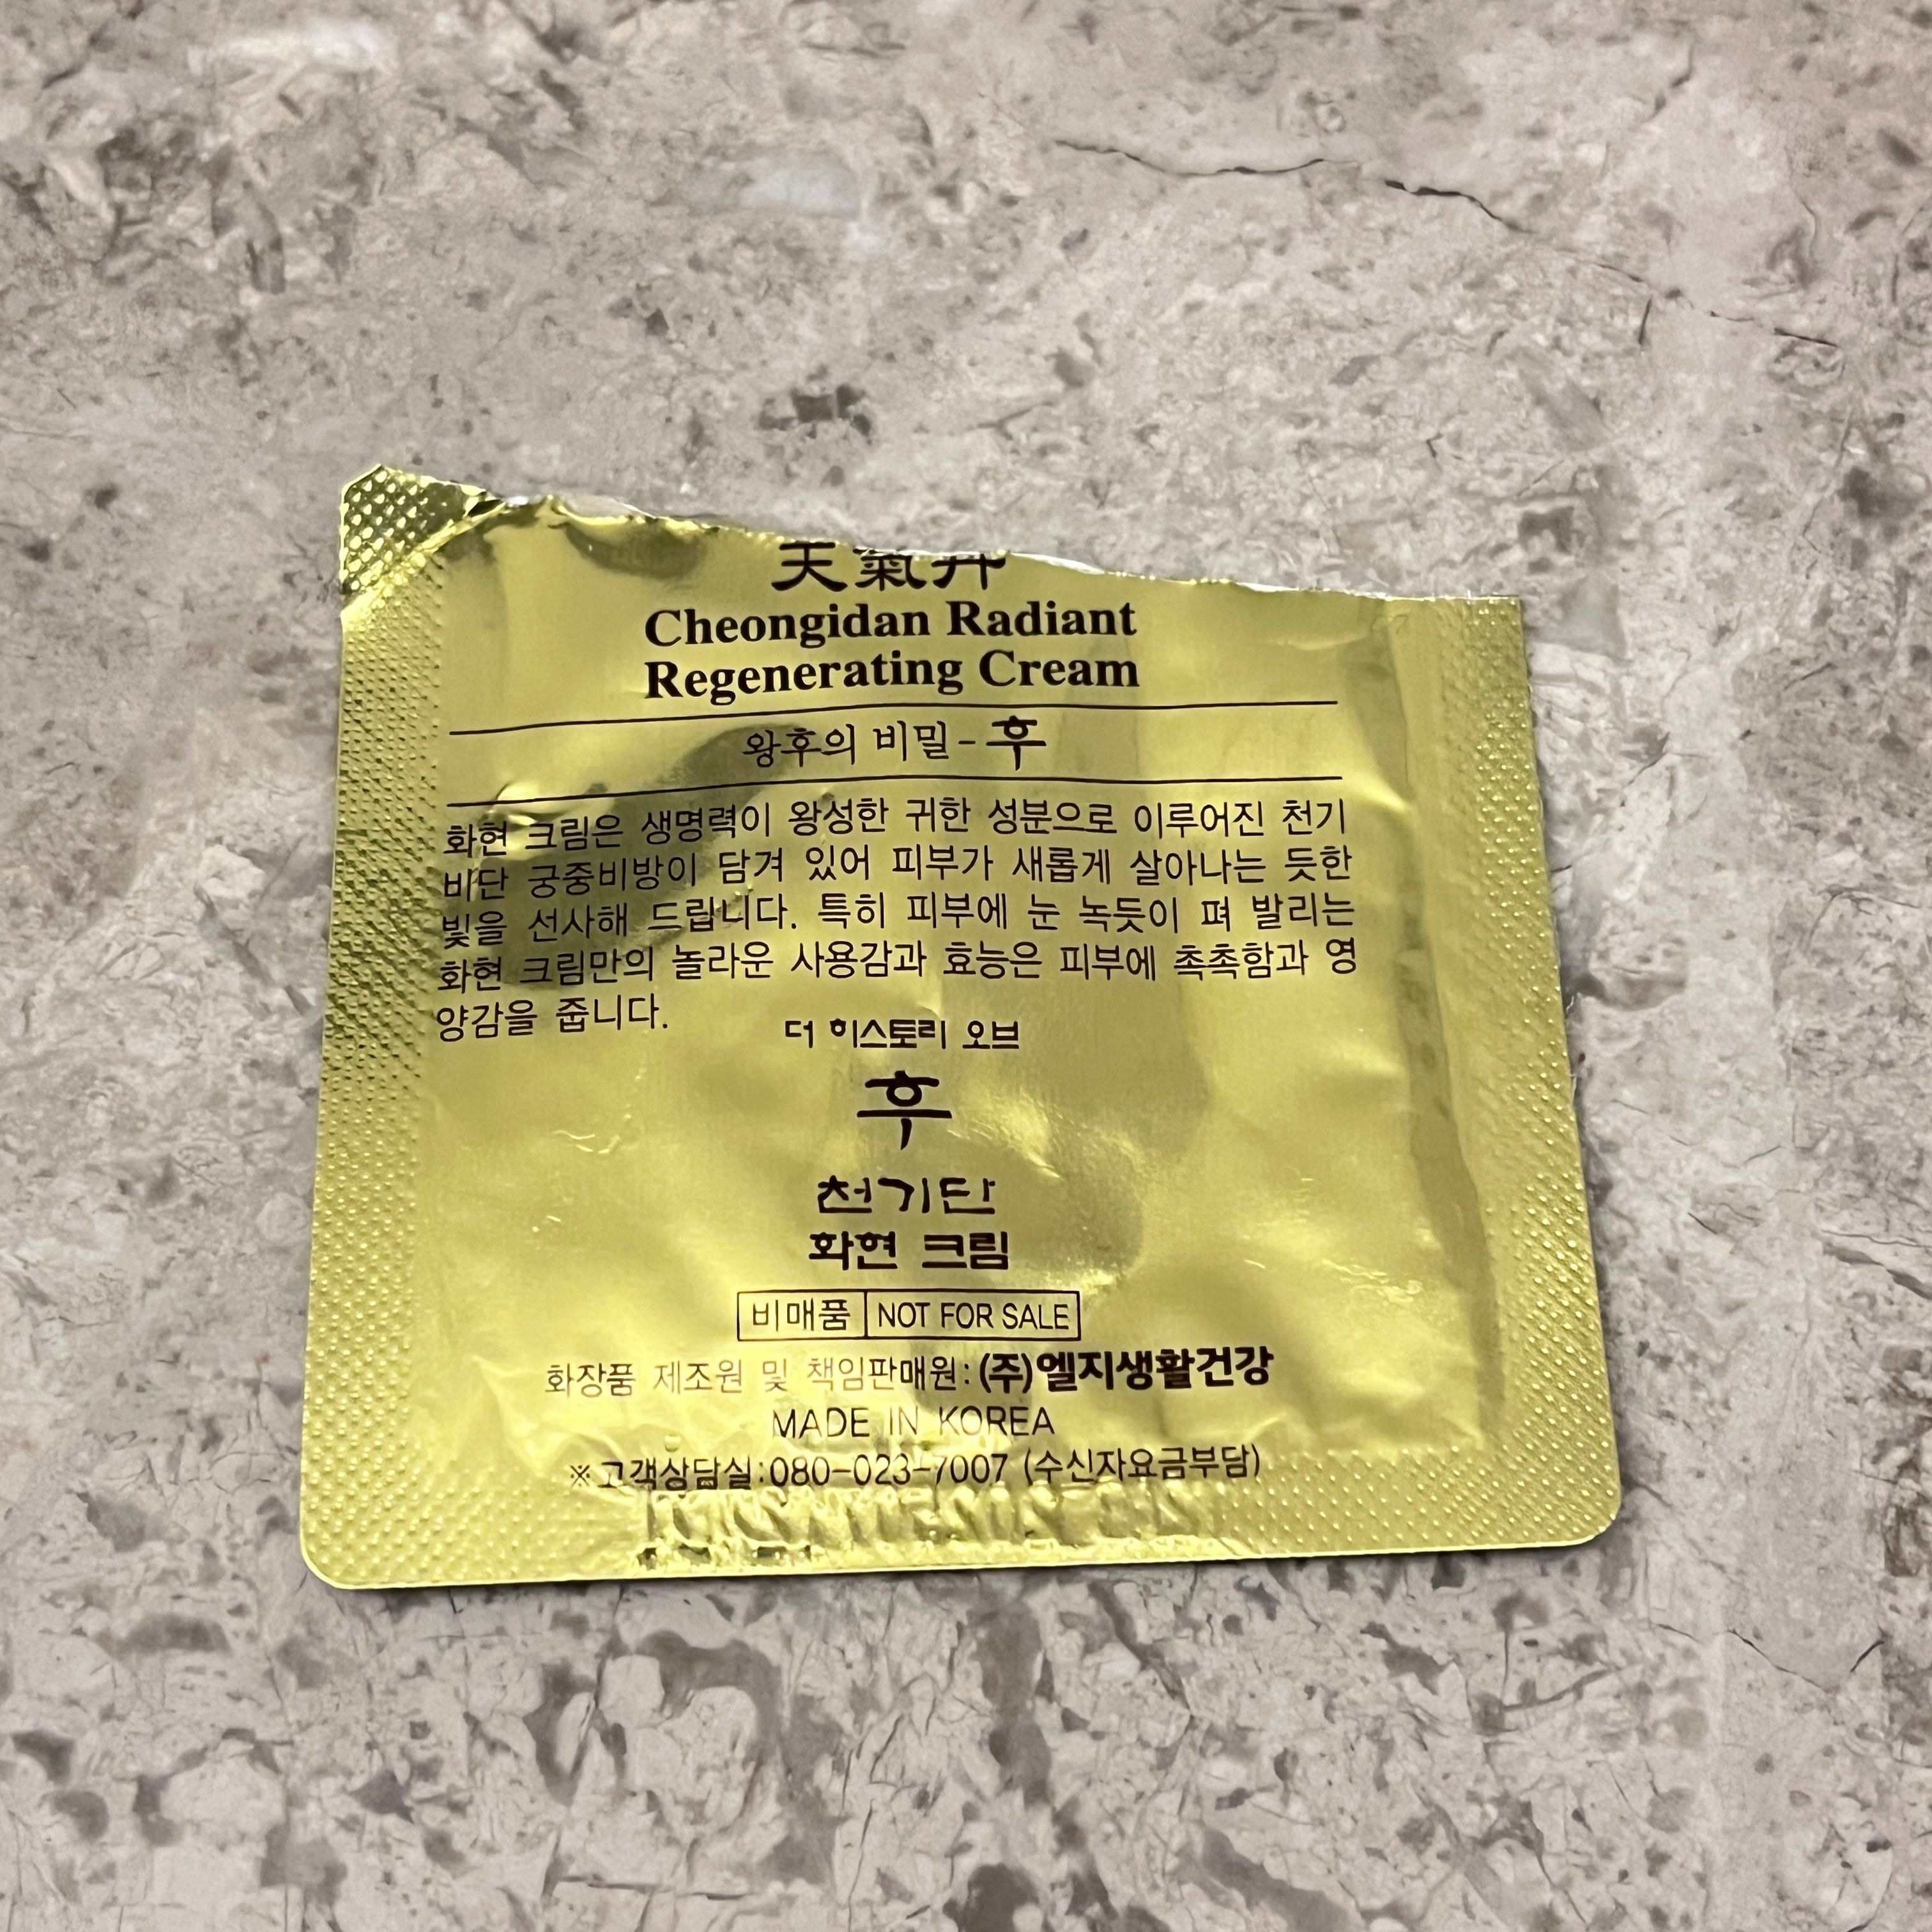 天氣丹
Cheongidan Radiant
Regenerating Cream
왕후의 비밀-후
화현 크림은 생명력이 왕성한 귀한 성분으로 이루어진 천기
비단 궁중비방이 담겨 있어 피부가 새롭게 살아나는 듯한
빛을 선사해 드립니다. 특히 피부에 눈 녹듯이 펴 발리는
화현 크림만의 놀라운 사용감과 효능은 피부에 촉촉함과 영
양감을 줍니다.
더 히스토리 오브
후
천기단
화현 크림
비매품 NOT FOR SALE
화장품 제조원 및 책임판매원: (주)엘지생활건강
MADE IN KOREA
※고객상담실:080-023-7007 (수신자요금부담)